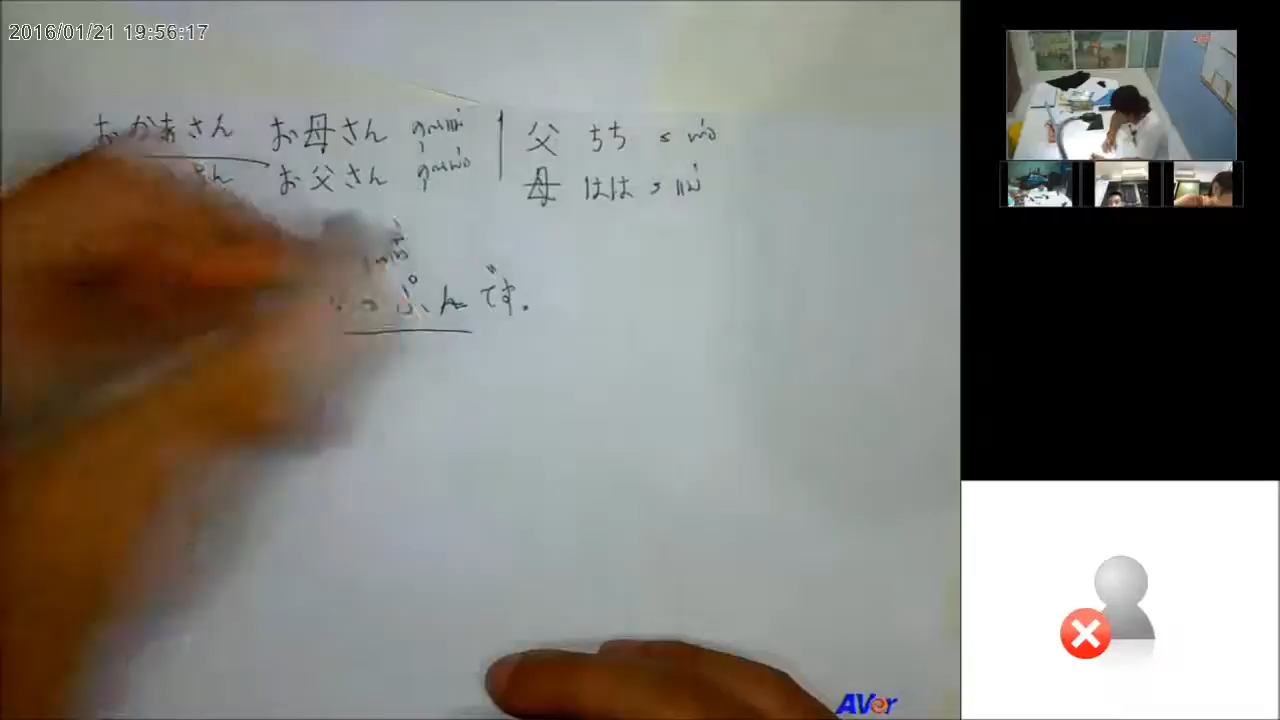 2016/01/21 19:56:17
おかあさん お母さん คุณแม่ | 父 ちち s พ่อ
さん お父さん คุณพ่อ 母 はは s แม่
ぷん です。
AVer